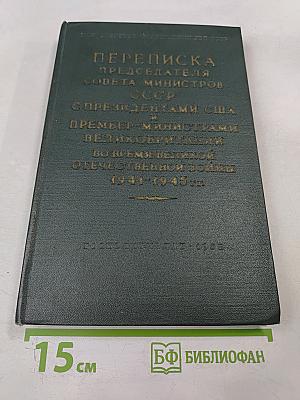 ПЕРЕПИСКА
ПРЕДСЕДАТЕЛЯ
СОВЕТА МИНИСТРОВ
СССР
С ПРЕЗИДЕНТАМИ США
И
ПРЕМЬЕР-МИНИСТРАМИ
ВЕЛИКОБРИТАНИИ
ВО ВРЕМЯ ВЕЛИКОЙ
ОТЕЧЕСТВЕННОЙ ВОЙНЫ
1941-1945 гг.
15 см
БФ БИБЛИОФАН